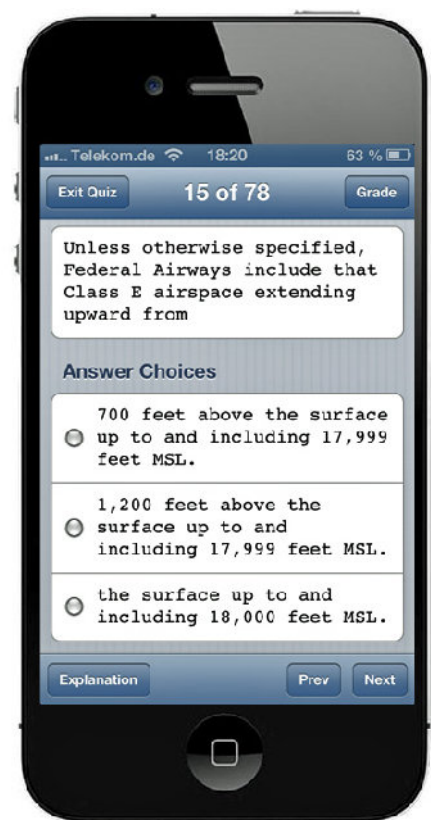 Telekom.de 18:20 63 %
Exit Quiz 15 of 78 Grade
Unless otherwise specified,
Federal Airways include that
Class E airspace extending
upward from
Answer Choices
700 feet above the surface
up to and including 17,999
feet MSL.
1,200 feet above the
surface up to and
including 17,999 feet MSL.
the surface up to and
including 18,000 feet MSL.
Explanation Prev Next